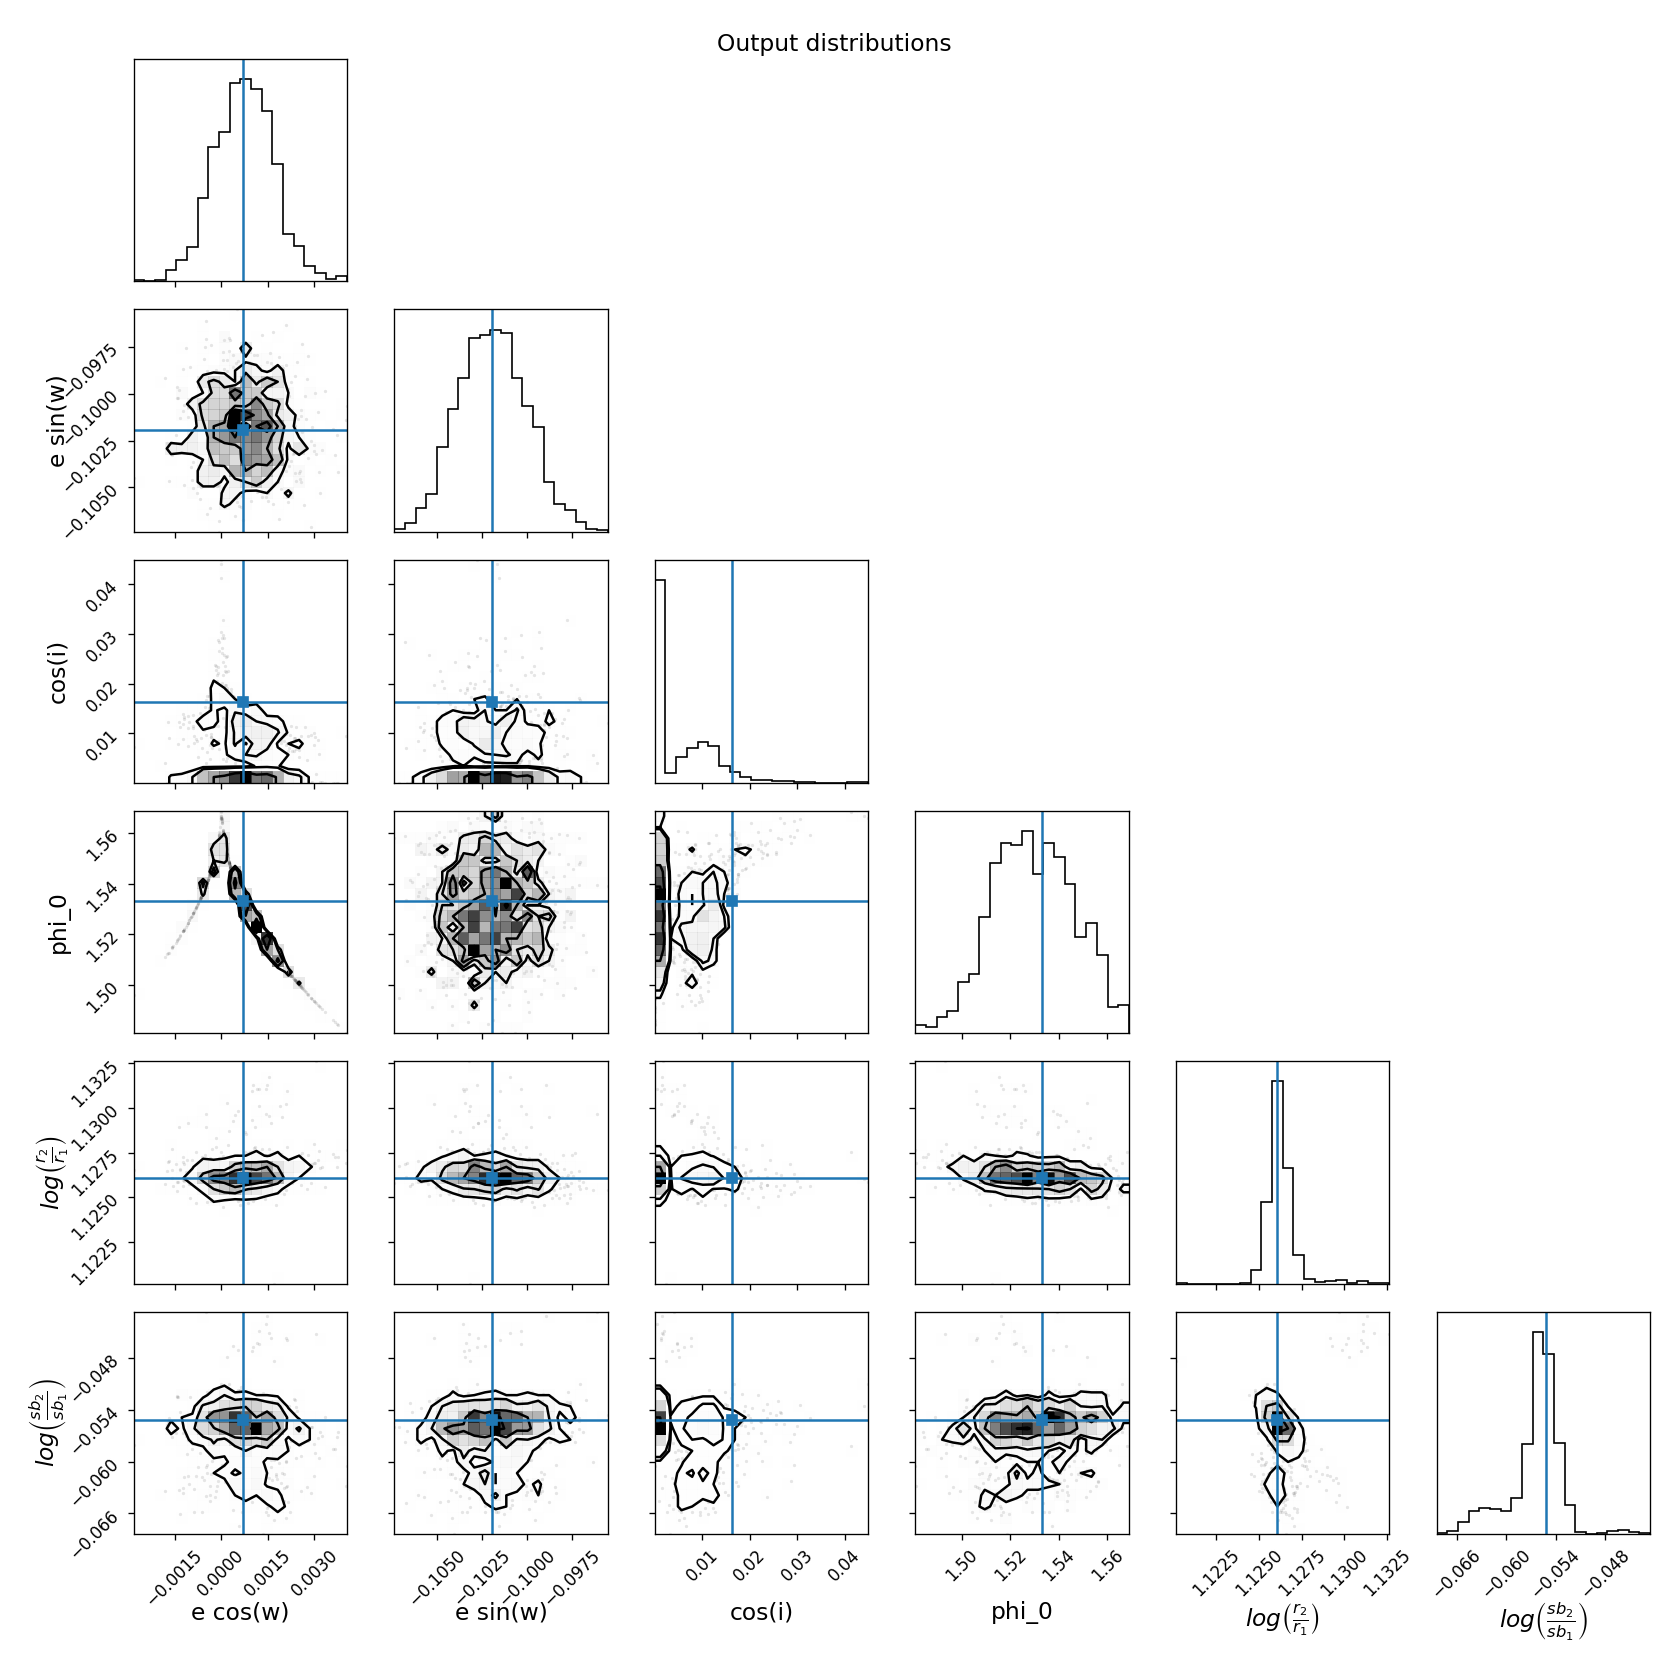 Output distributions
e sin(w)
−0.0975
−0.1000
−0.1025
−0.1050
cos(i)
0.04
0.03
0.02
0.01
phi_0
1.56
1.54
1.52
1.50
log(r₂/r₁)
1.1325
1.1300
1.1275
1.1250
1.1225
log(sb₂/sb₁)
−0.048
−0.054
−0.060
−0.066
−0.0015 0.0000 0.0015 0.0030
−0.1050 −0.1025 −0.1000 −0.0975
0.01 0.02 0.03 0.04
1.50 1.52 1.54 1.56
1.1225 1.1250 1.1275 1.1300 1.1325
−0.066 −0.060 −0.054 −0.048
e cos(w)
e sin(w)
cos(i)
phi_0
log(r₂/r₁)
log(sb₂/sb₁)